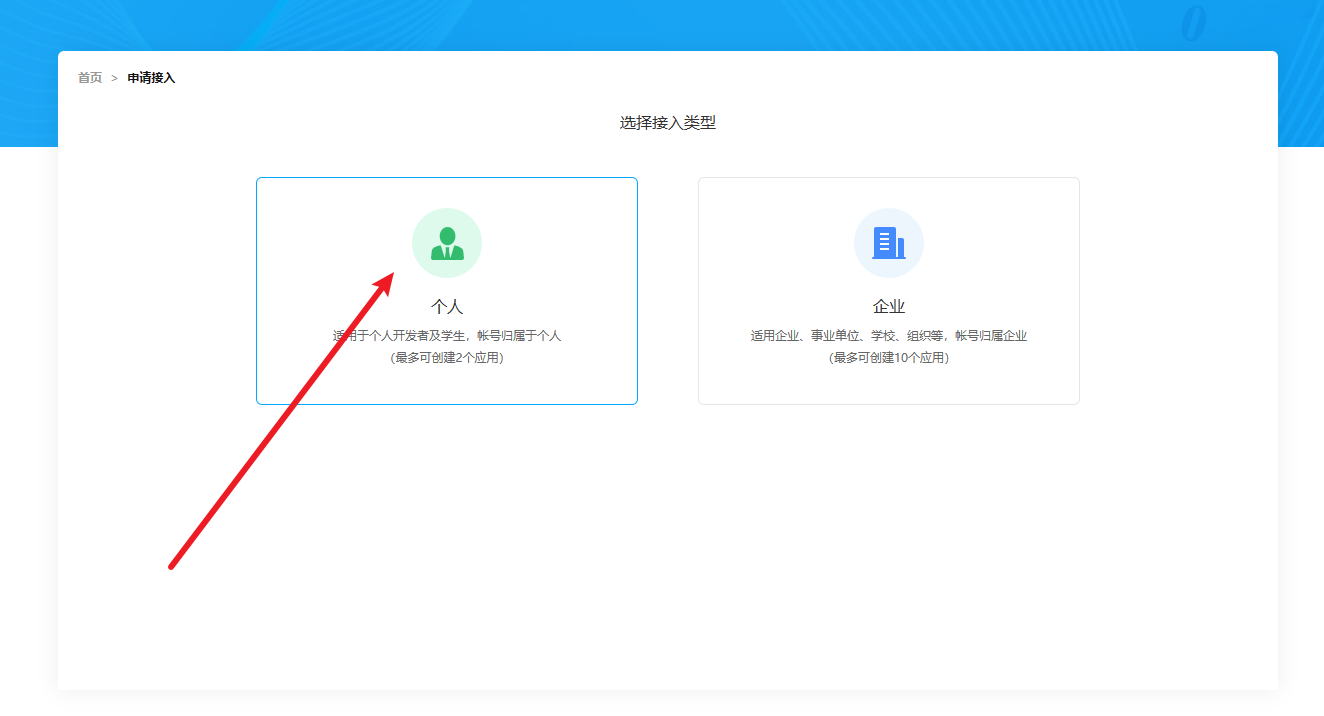 首页 > 申请接入
选择接入类型
个人
适用于个人开发者及学生，帐号归属于个人
（最多可创建2个应用）
企业
适用企业、事业单位、学校、组织等，帐号归属企业
（最多可创建10个应用）